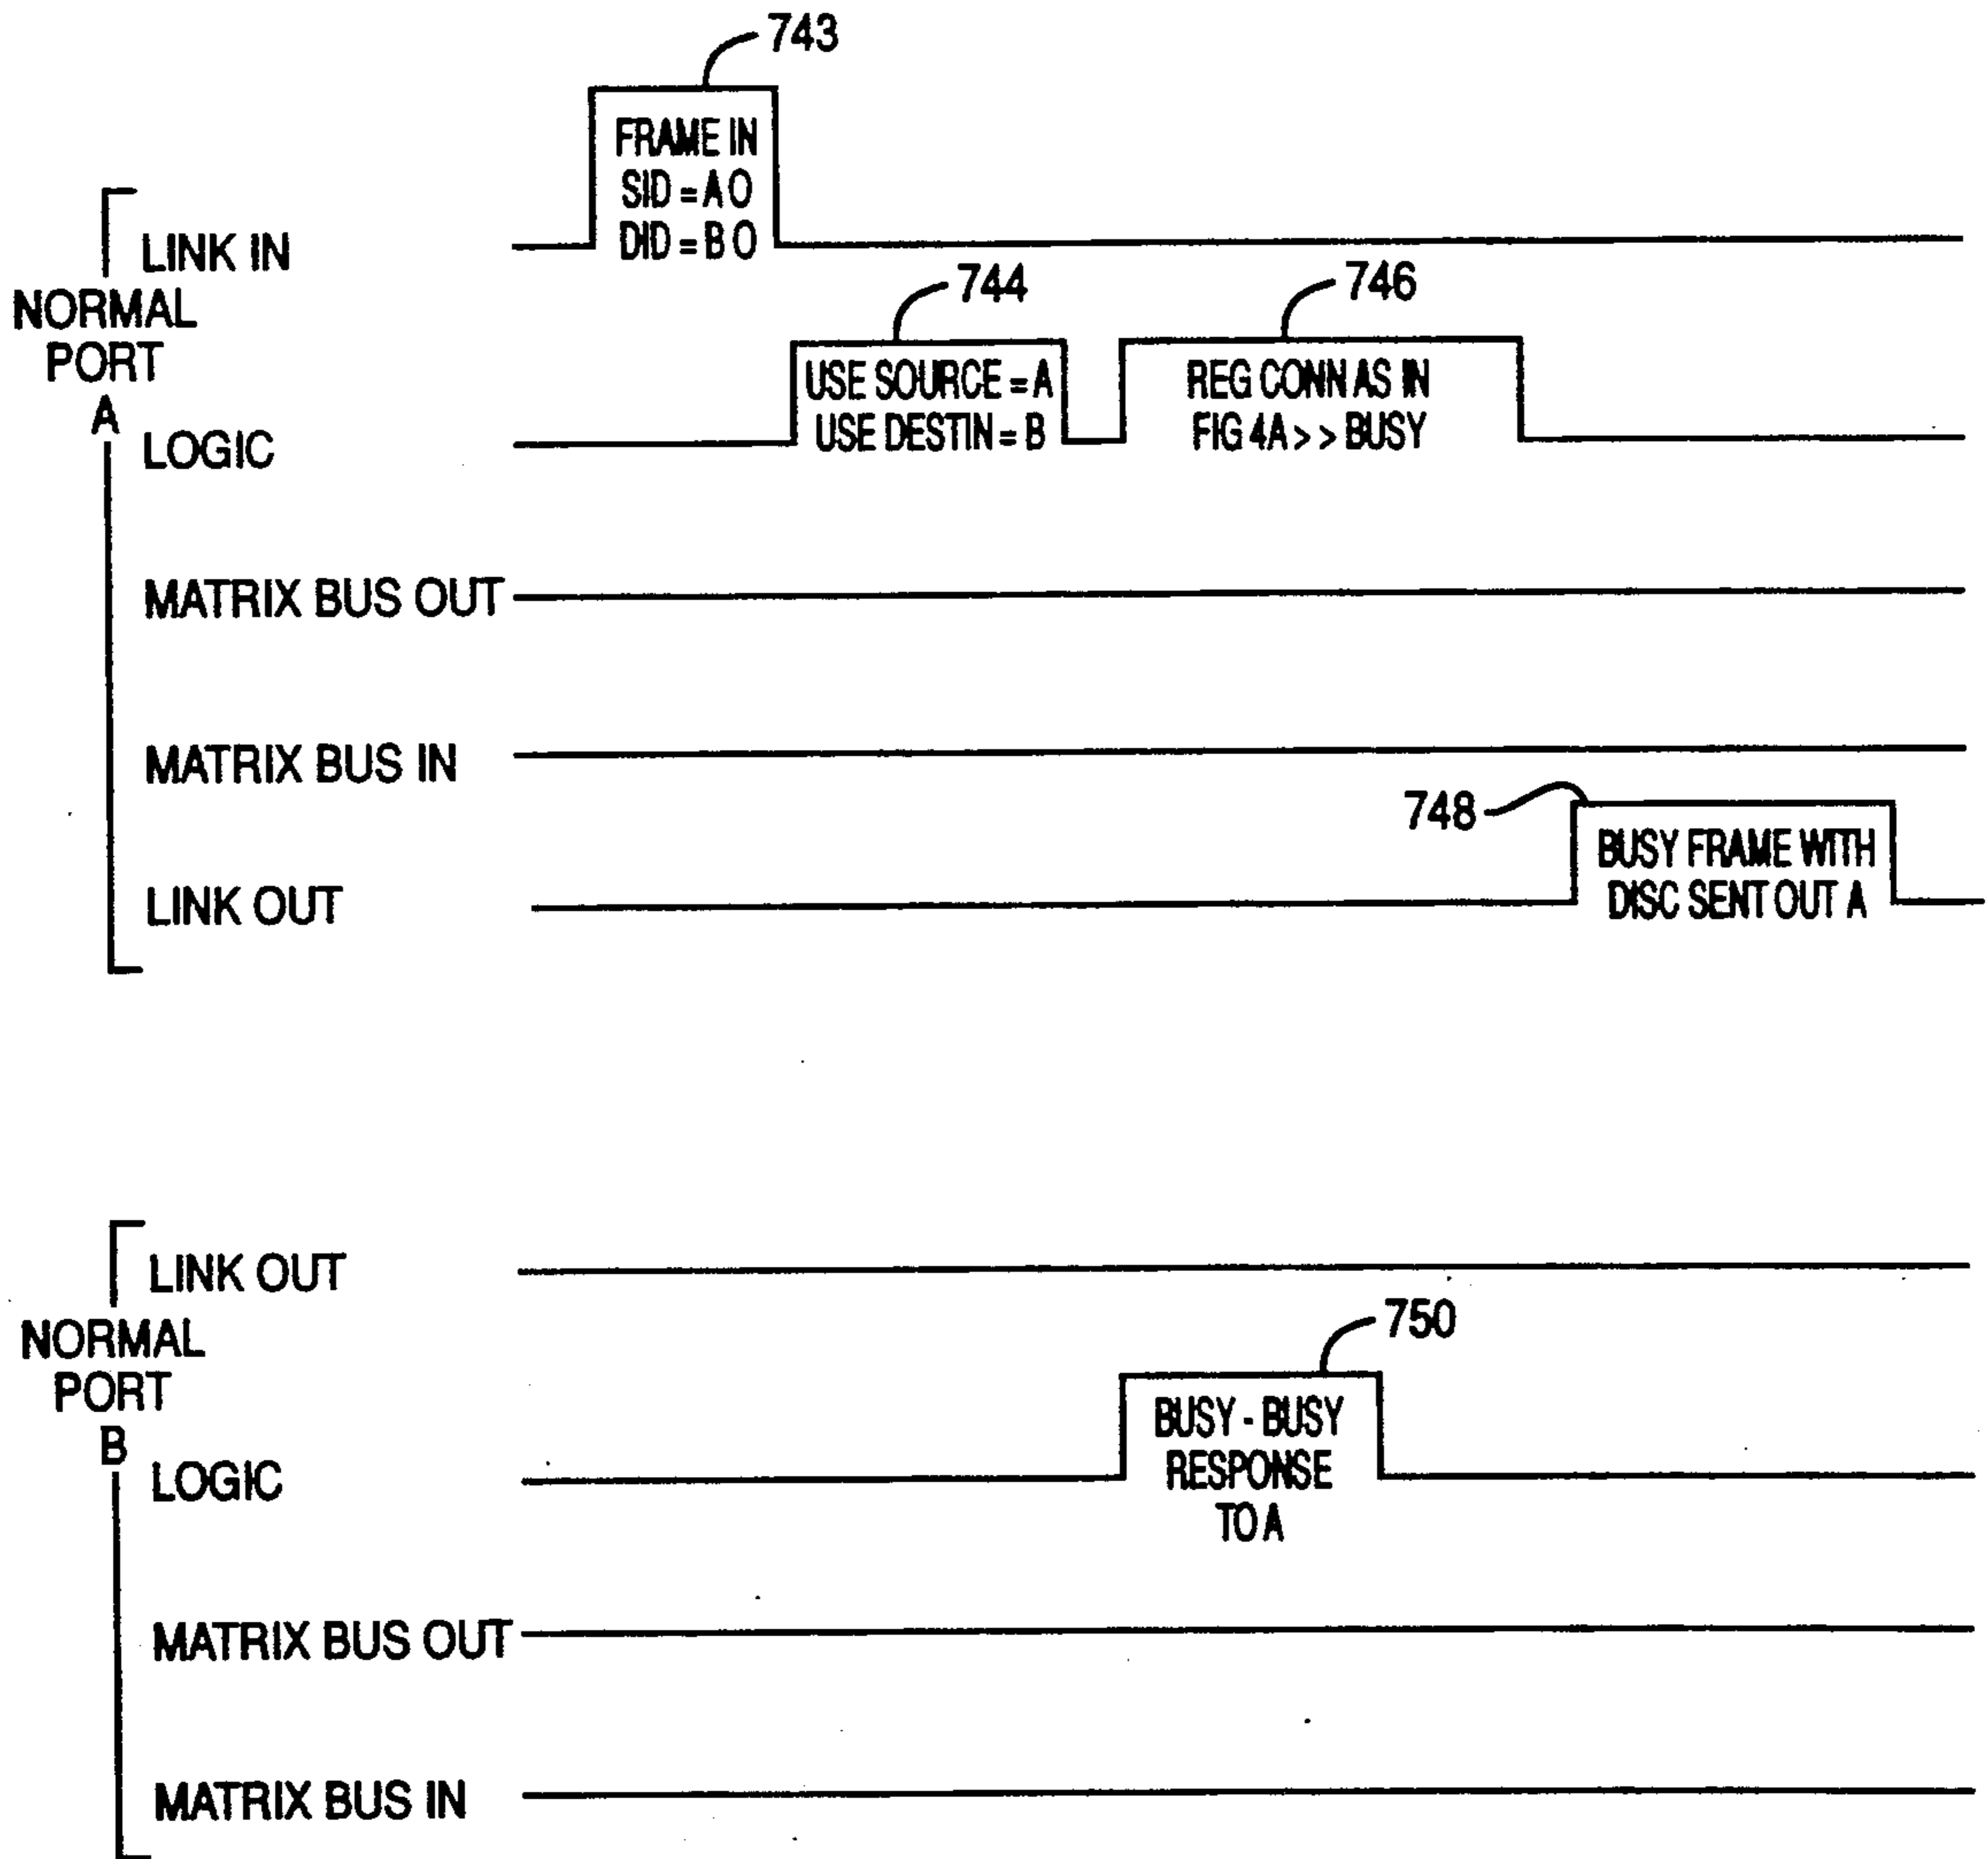 743
FRAME IN
SID = A 0
DID = B 0
LINK IN
NORMAL
PORT
A
744
746
USE SOURCE = A
USE DESTIN = B
REG CONN AS IN
FIG 4A > > BUSY
LOGIC
MATRIX BUS OUT
MATRIX BUS IN
748
BUSY FRAME WITH
DISC SENT OUT A
LINK OUT
LINK OUT
NORMAL
PORT
B
750
BUSY - BUSY
RESPONSE
TO A
LOGIC
MATRIX BUS OUT
MATRIX BUS IN